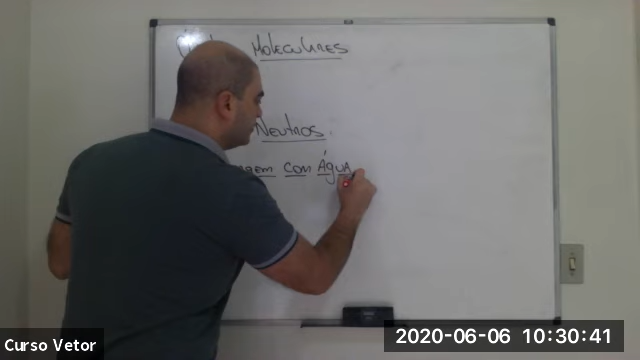 Moleculares
Neutros.
com Água
Curso Vetor
2020-06-06 10:30:41